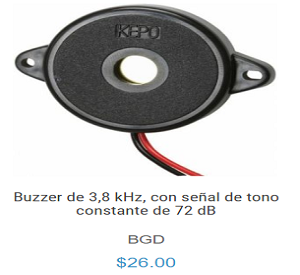 KEPO
Buzzer de 3,8 kHz, con señal de tono
constante de 72 dB
BGD
$26.00